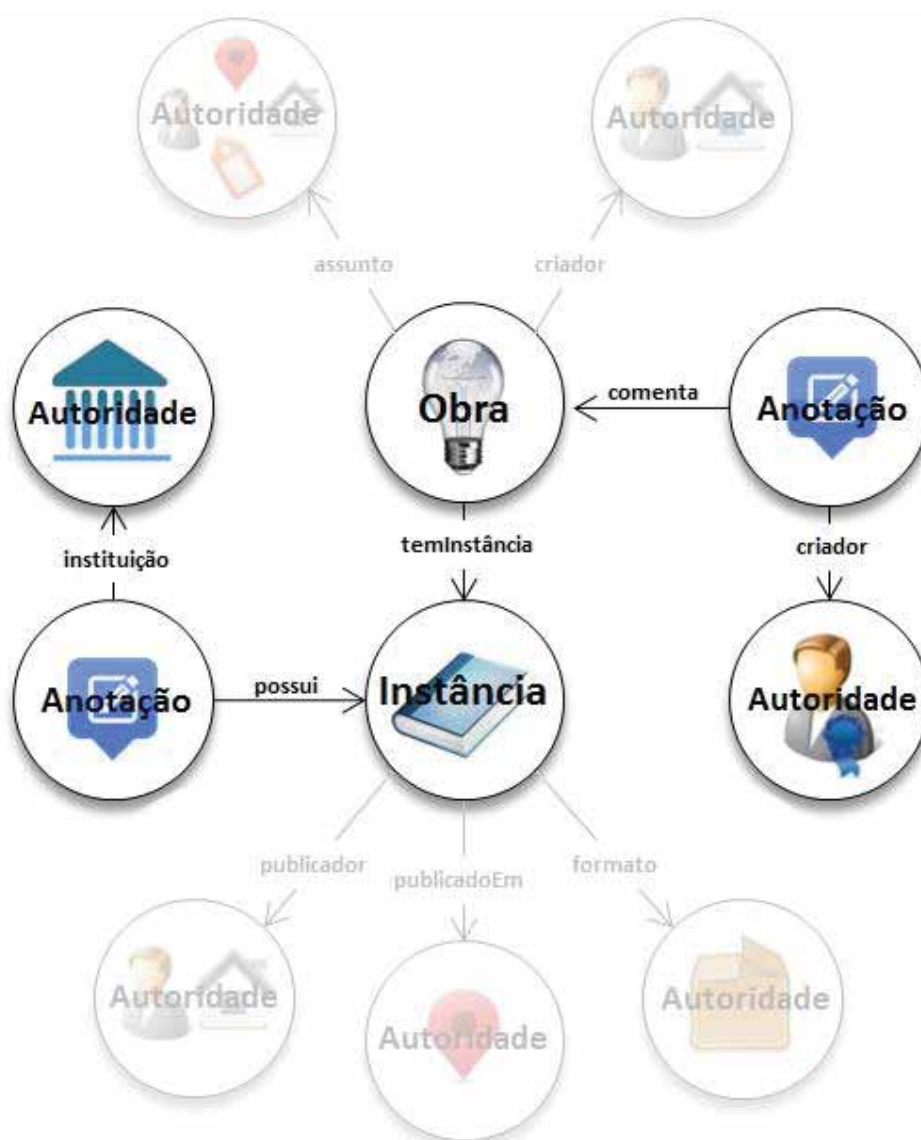 Autoridade
Autoridade
assunto
criador
Autoridade
Obra
comenta
Anotação
instituição
temInstância
criador
Anotação
possui
Instância
Autoridade
publicador
publicadoEm
formato
Autoridade
Autoridade
Autoridade